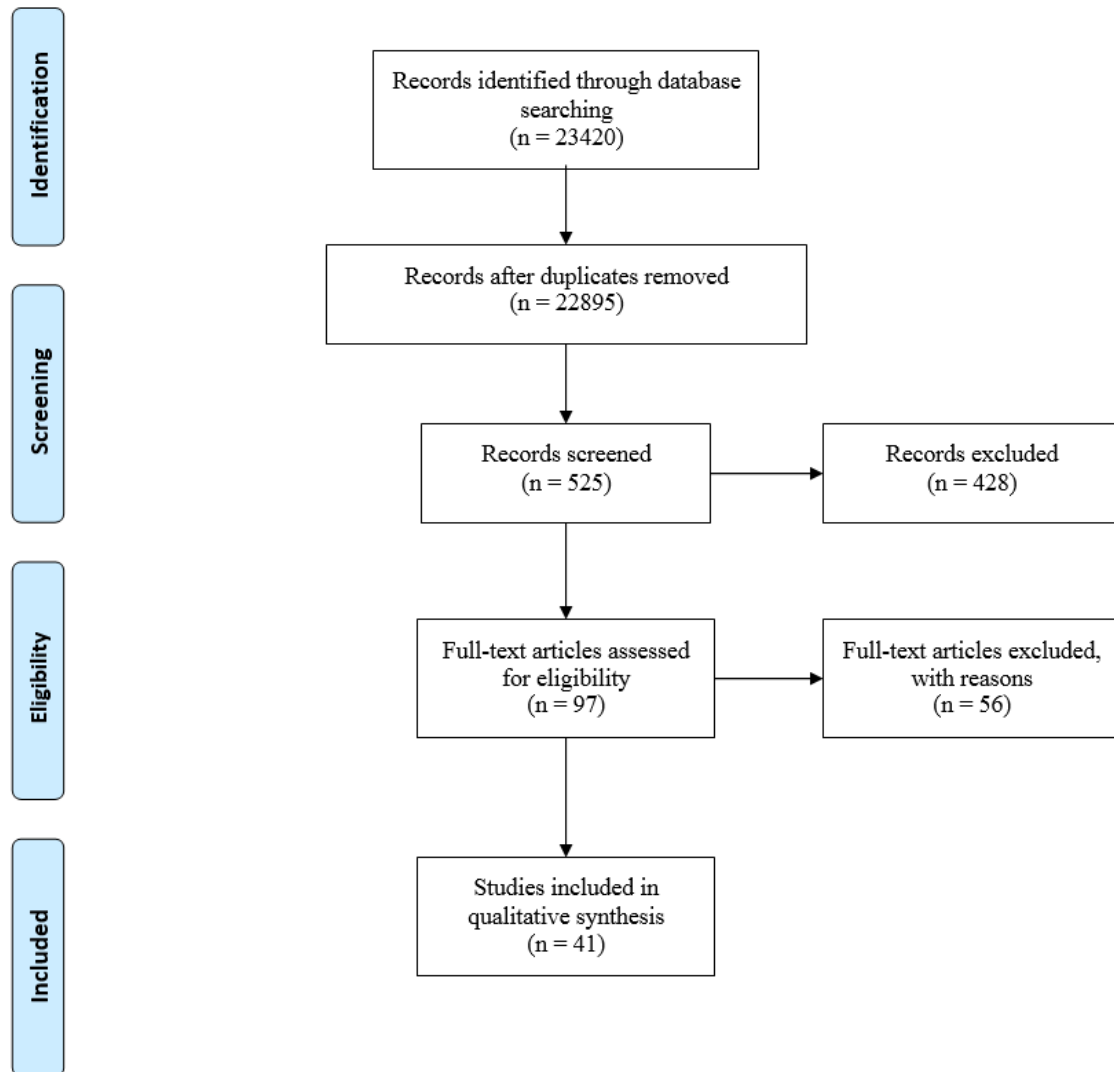 Identification
Records identified through database
searching
(n = 23420)
Records after duplicates removed
(n = 22895)
Screening
Records screened
(n = 525)
Records excluded
(n = 428)
Eligibility
Full-text articles assessed
for eligibility
(n = 97)
Full-text articles excluded,
with reasons
(n = 56)
Included
Studies included in
qualitative synthesis
(n = 41)